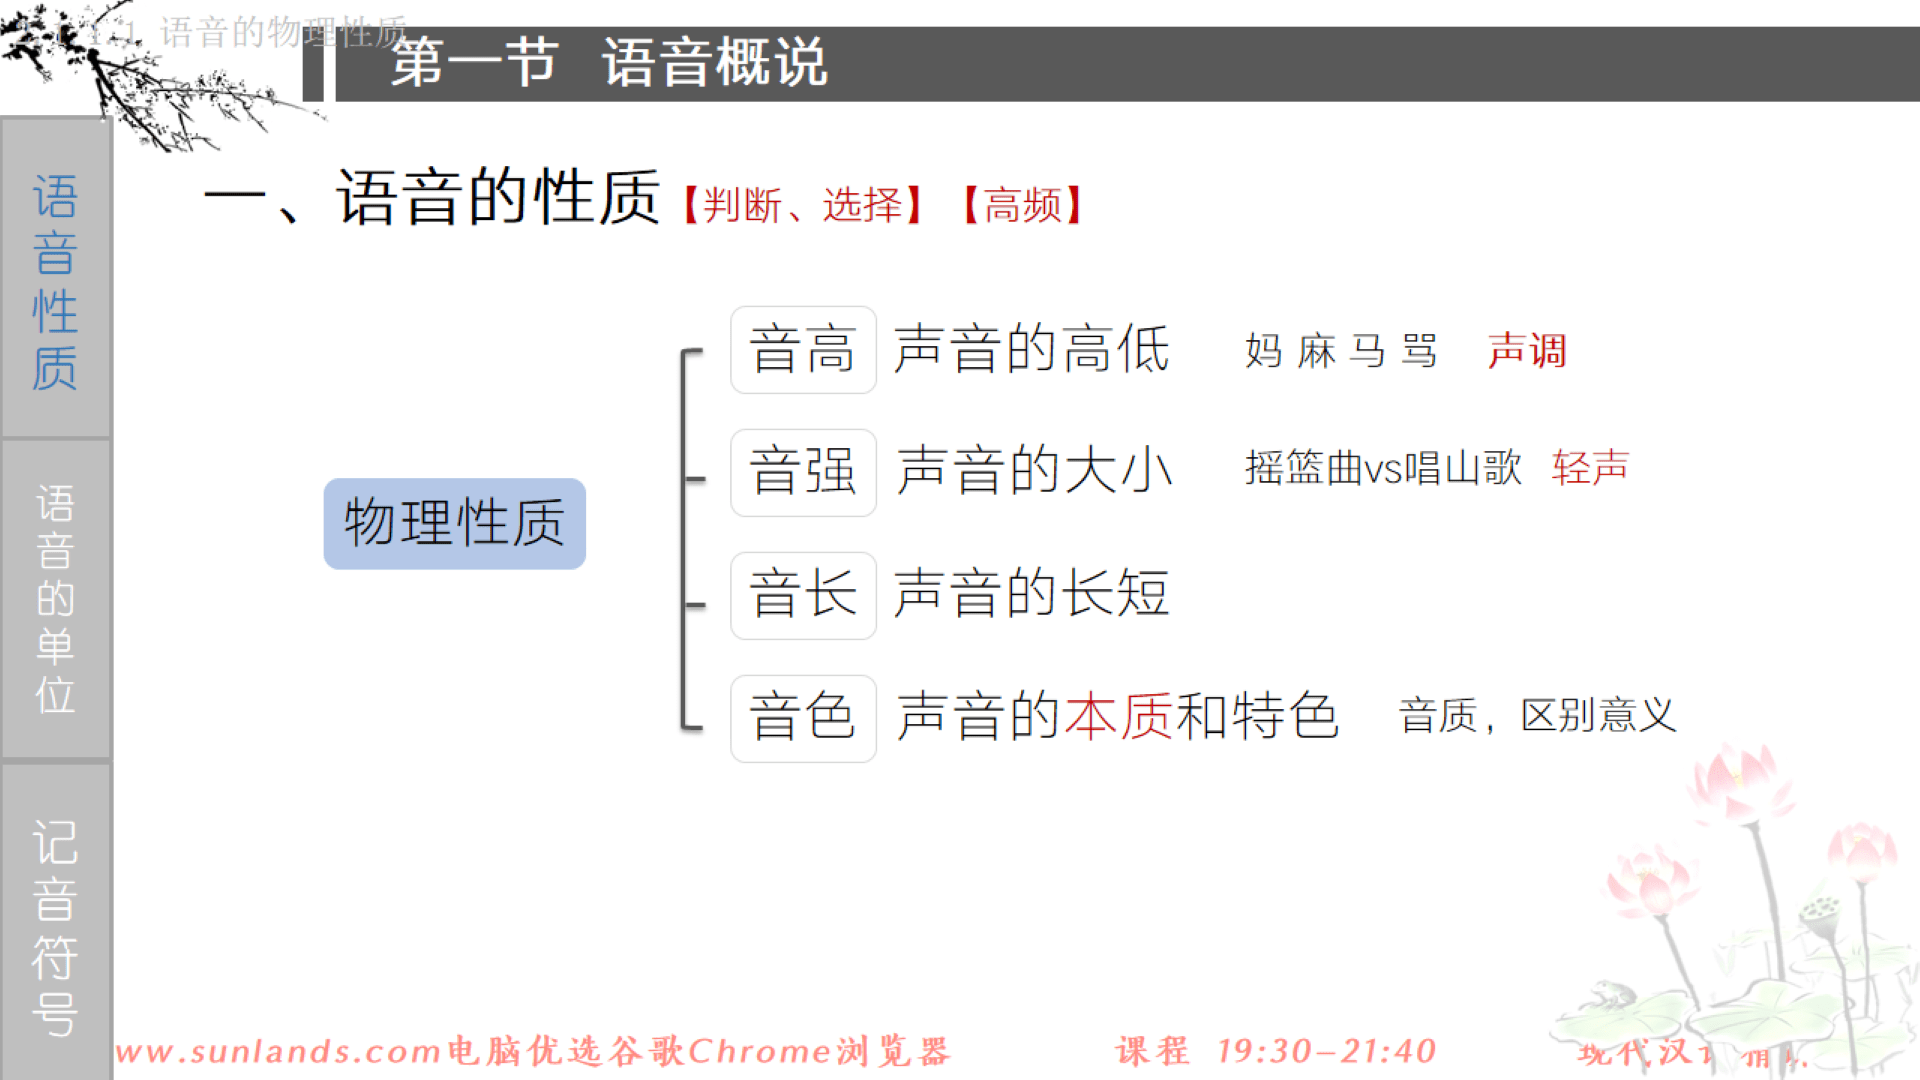 1.1 语音的物理性质
第一节 语音概说
语音性质
语音的单位
记音符号
一、语音的性质【判断、选择】【高频】
物理性质
音高 声音的高低 妈 麻 马 骂 声调
音强 声音的大小 摇篮曲vs唱山歌 轻声
音长 声音的长短
音色 声音的本质和特色 音质，区别意义
ww.sunlands.com电脑优选谷歌Chrome浏览器 课程 19:30-21:40 现代汉